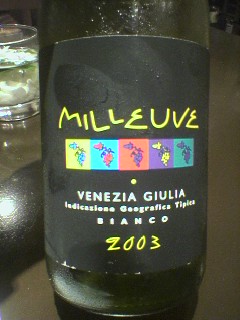 MILLEUVE
VENEZIA GIULIA
Indicazione Geografica Tipica
BIANCO
2003